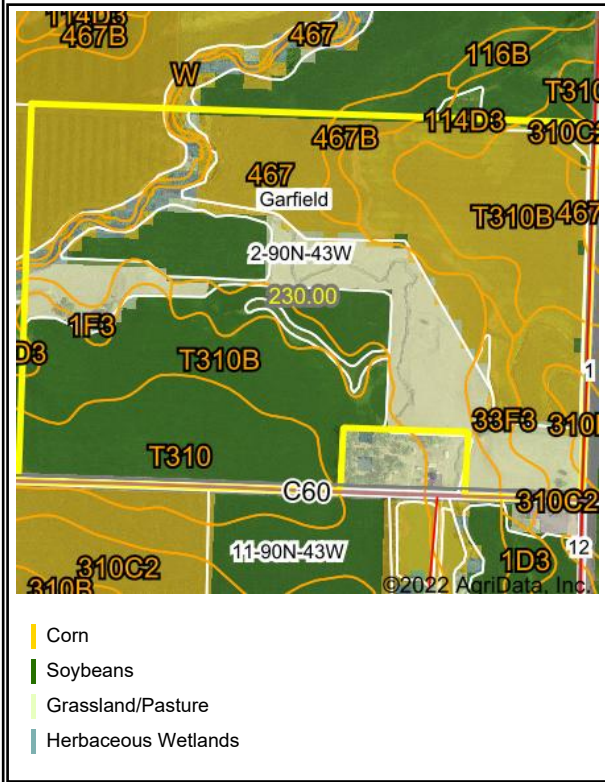 114D3
467B
467
116B
W
T310
467B
114D3
310C2
467
Garfield
T310B
467
2-90N-43W
230.00
1F3
D3
T310B
1
33F3
310
T310
C60
310C2
11-90N-43W
310C2
1D3
12
310B
©2022 AgriData, Inc.
Corn
Soybeans
Grassland/Pasture
Herbaceous Wetlands